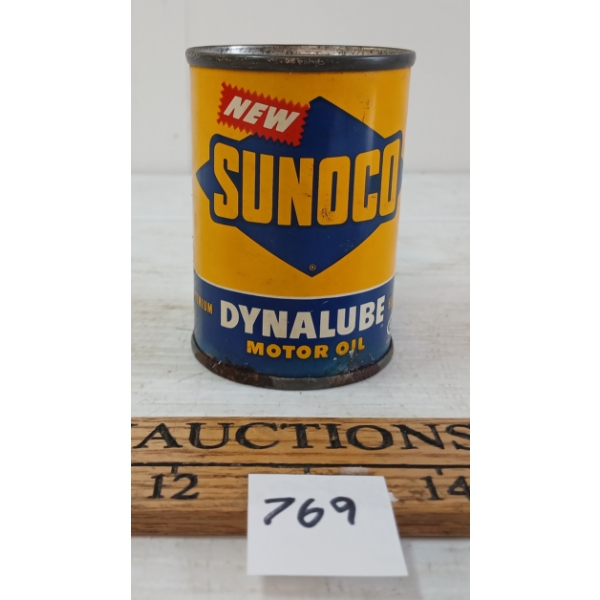 NEW
SUNOCO
DYNALUBE
MOTOR OIL
AUCTIONS
12 14
769